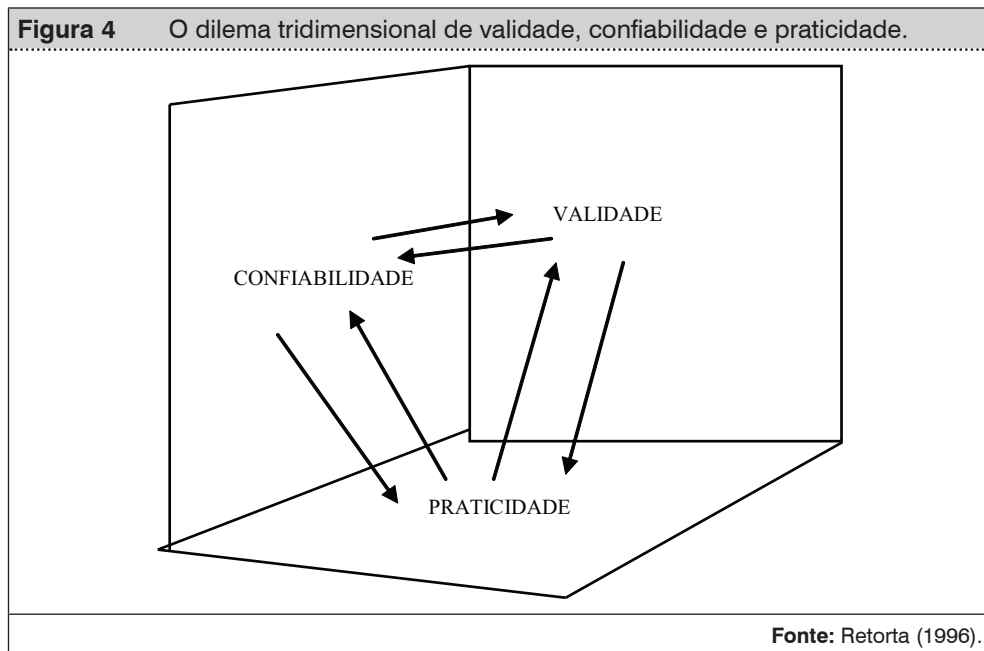 Figura 4 O dilema tridimensional de validade, confiabilidade e praticidade.
VALIDADE
CONFIABILIDADE
PRATICIDADE
Fonte: Retorta (1996).